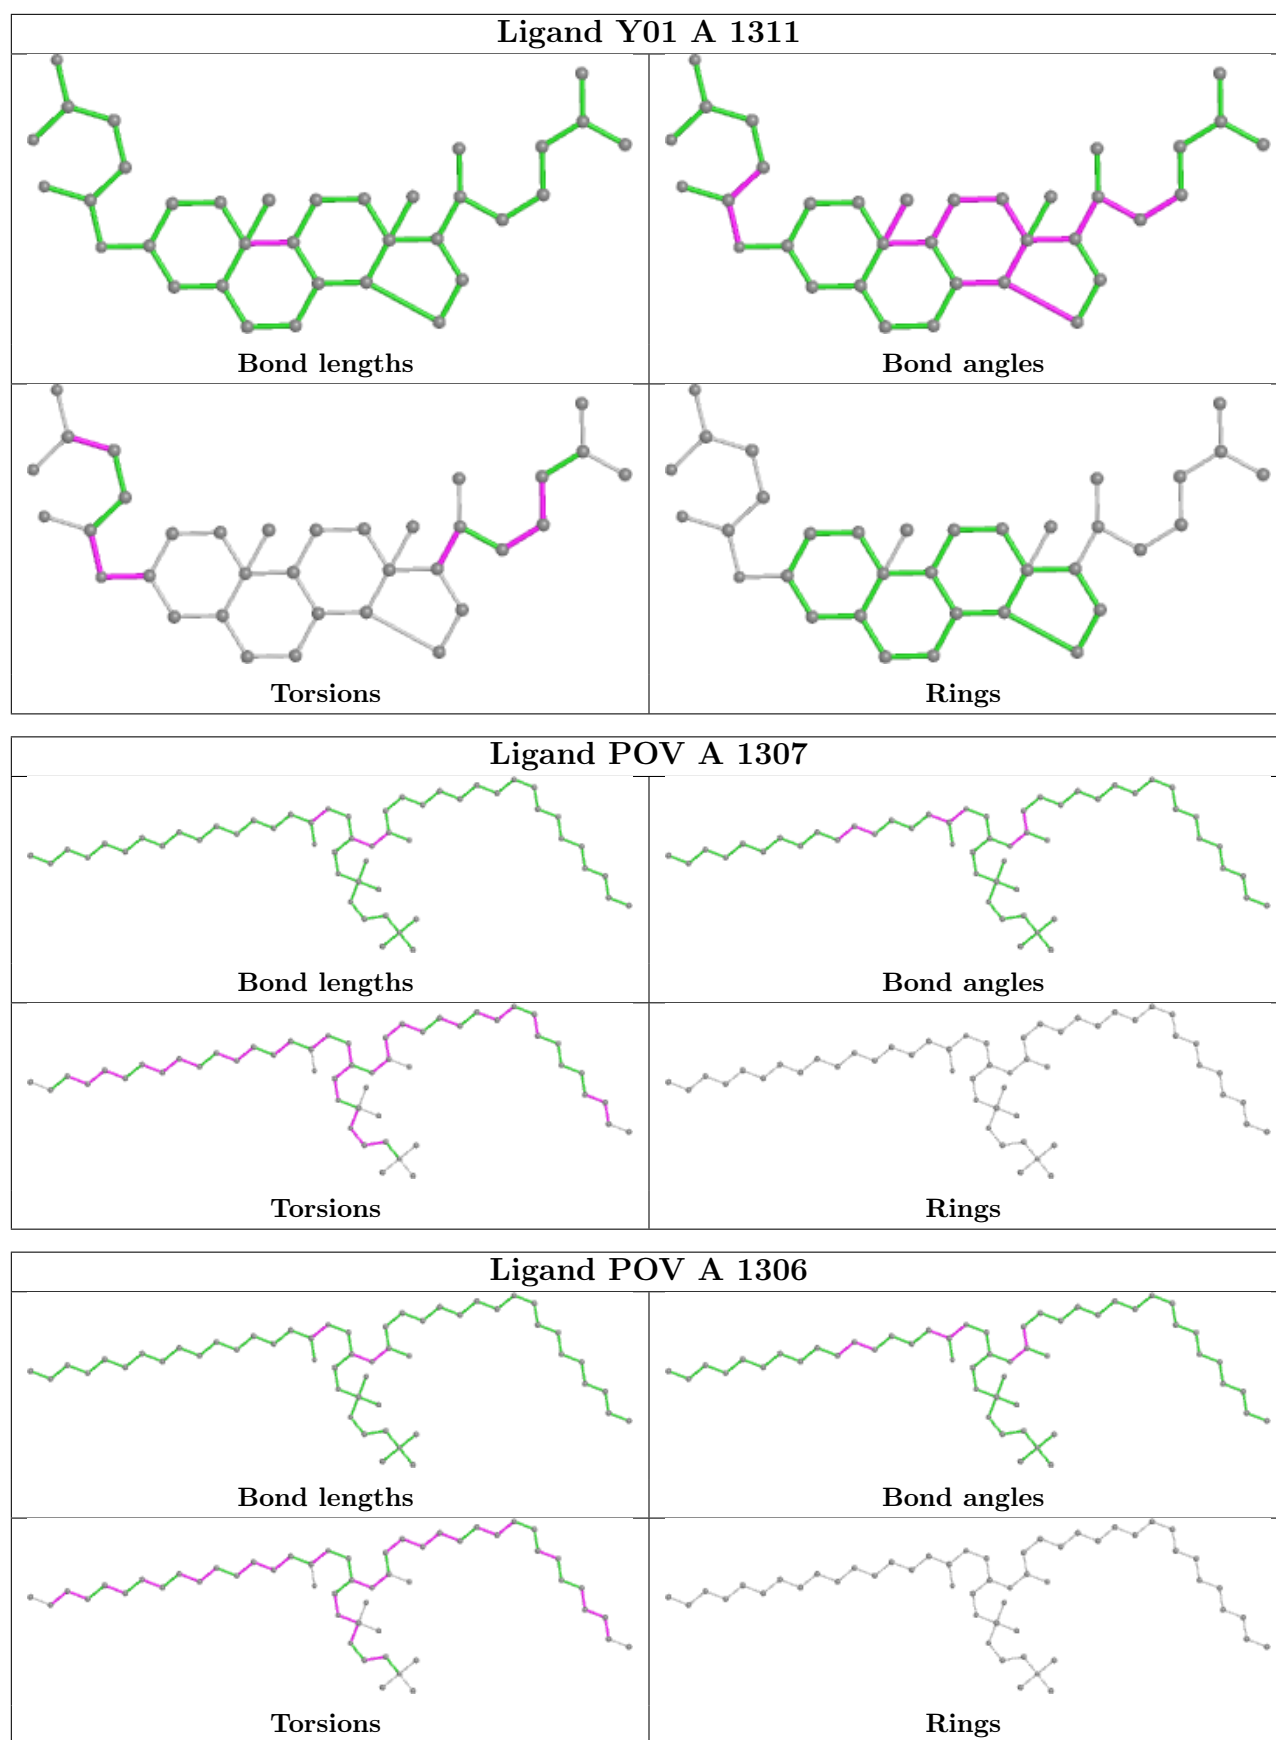 Ligand Y01 A 1311
Bond lengths
Bond angles
Torsions
Rings
Ligand POV A 1307
Bond lengths
Bond angles
Torsions
Rings
Ligand POV A 1306
Bond lengths
Bond angles
Torsions
Rings